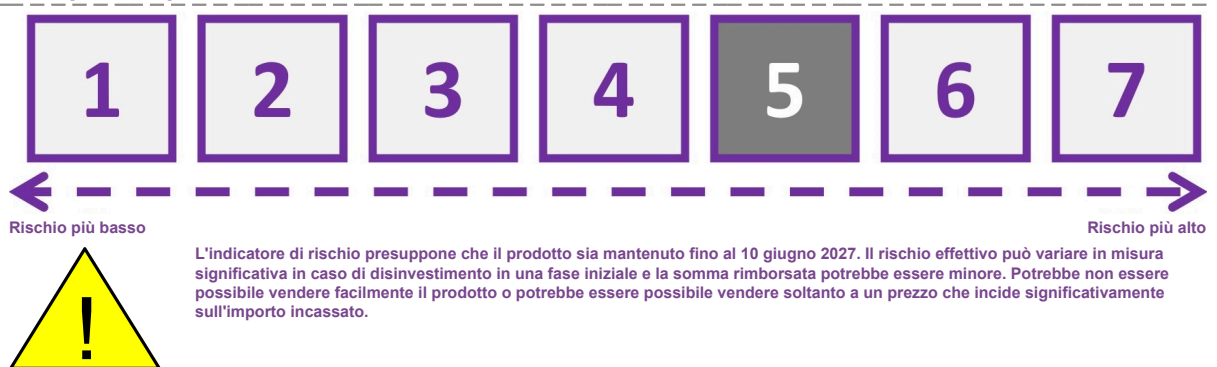 1 2 3 4 5 6 7
Rischio più basso Rischio più alto
L'indicatore di rischio presuppone che il prodotto sia mantenuto fino al 10 giugno 2027. Il rischio effettivo può variare in misura
significativa in caso di disinvestimento in una fase iniziale e la somma rimborsata potrebbe essere minore. Potrebbe non essere
possibile vendere facilmente il prodotto o potrebbe essere possibile vendere soltanto a un prezzo che incide significativamente
sull'importo incassato.
!